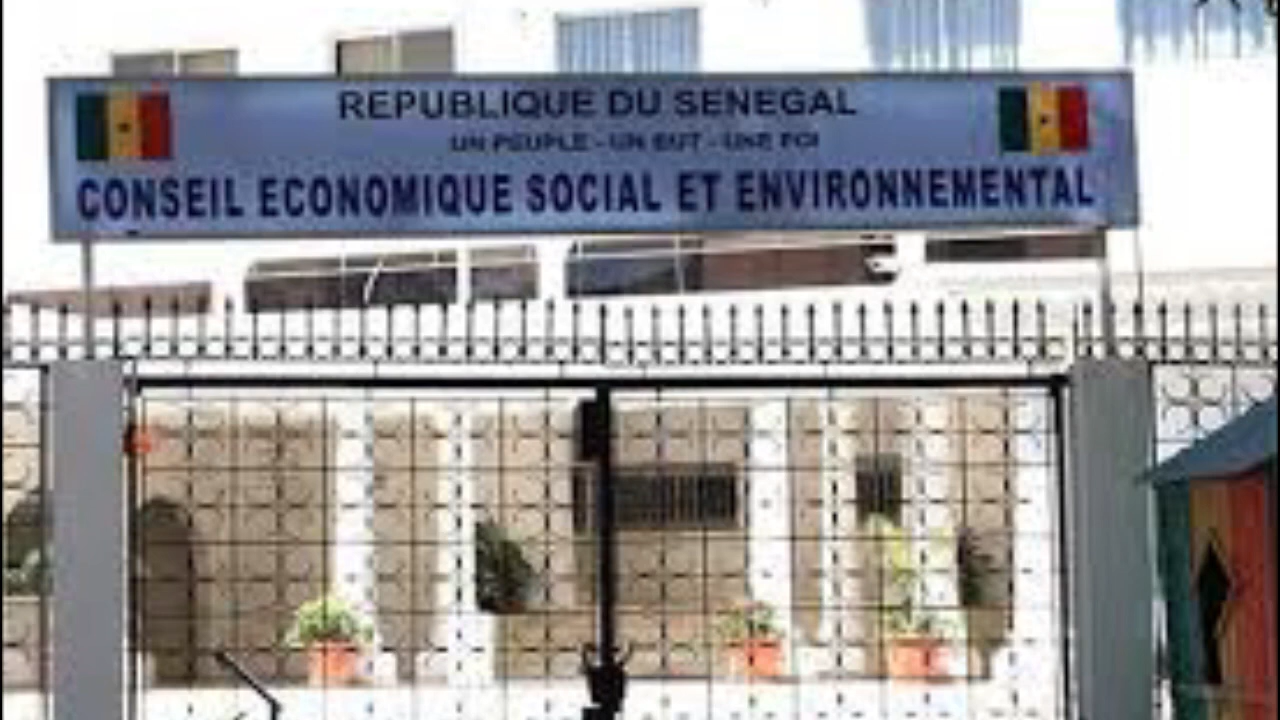 REPUBLIQUE DU SENEGAL
UN PEUPLE - UN BUT - UNE FOI
CONSEIL ECONOMIQUE SOCIAL ET ENVIRONNEMENTAL